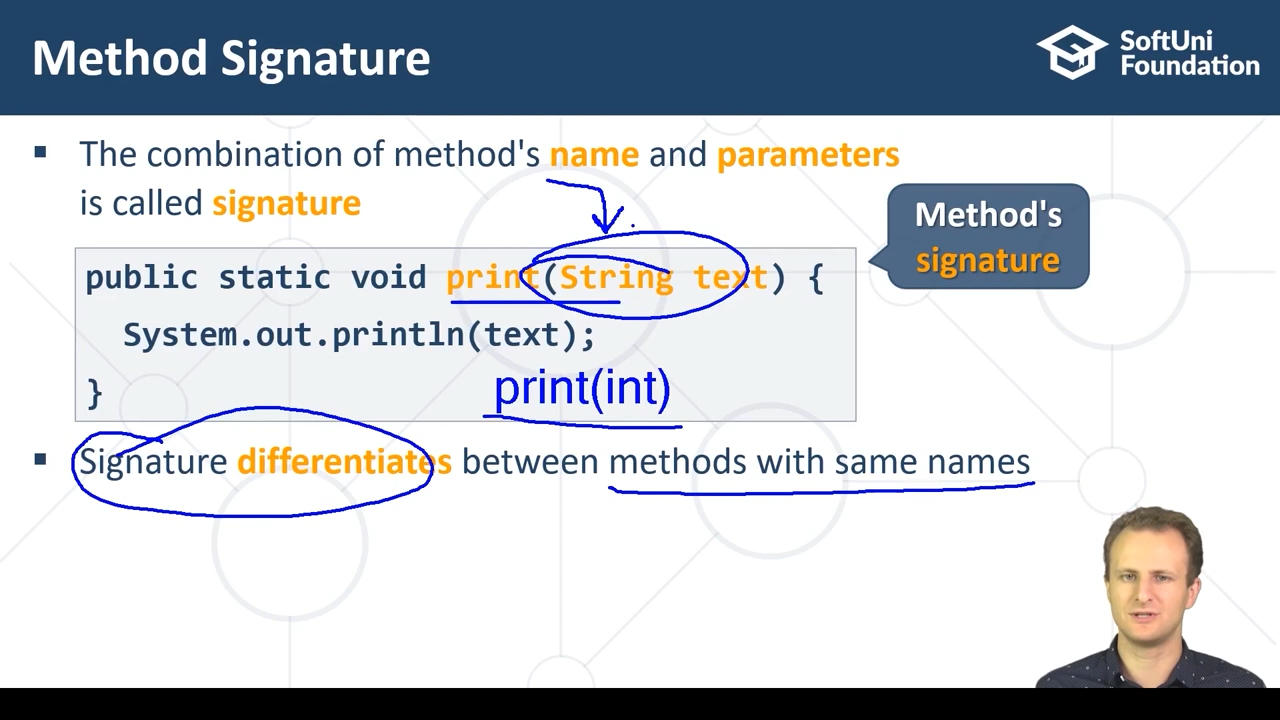 Method Signature
SoftUni
Foundation
▪ The combination of method's name and parameters
is called signature
Method's
signature
public static void print(String text) {
System.out.println(text);
}
print(int)
▪ Signature differentiates between methods with same names